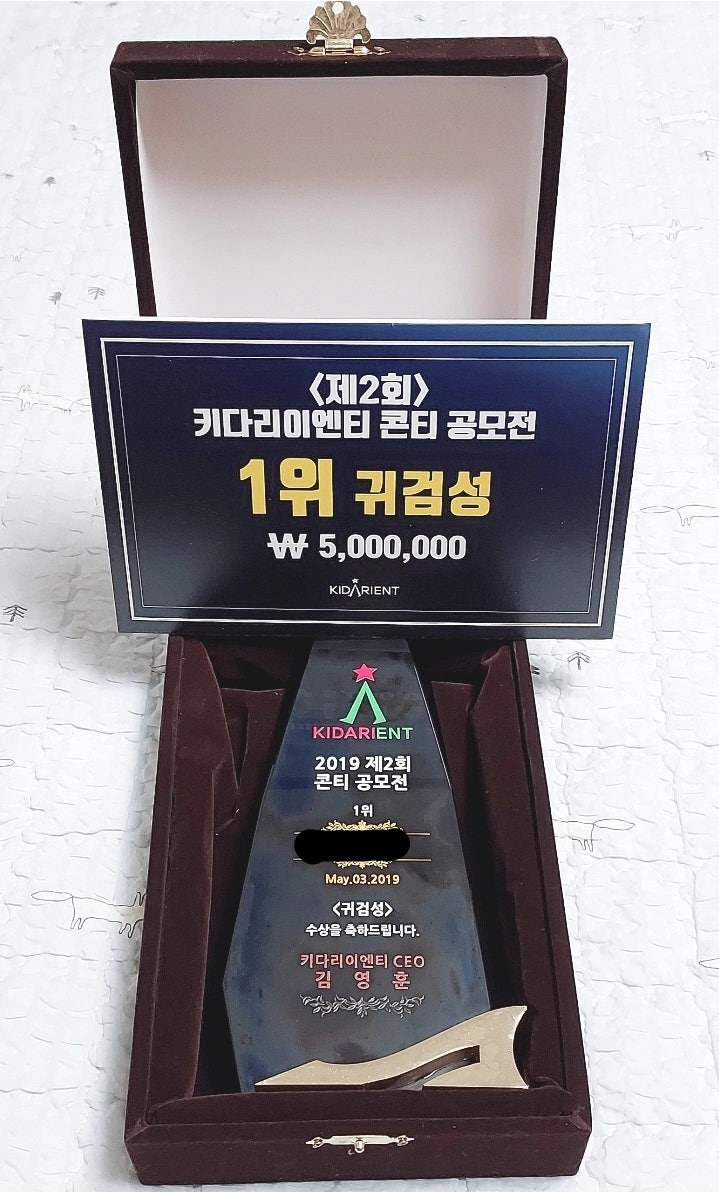 <제2회>
키다리이엔티 콘티 공모전
1위 귀검성
₩ 5,000,000
KIDARIENT
KIDARIENT
2019 제2회
콘티 공모전
1위
May.03.2019
<귀검성>
수상을 축하드립니다.
키다리이엔티 CEO
김 영 훈